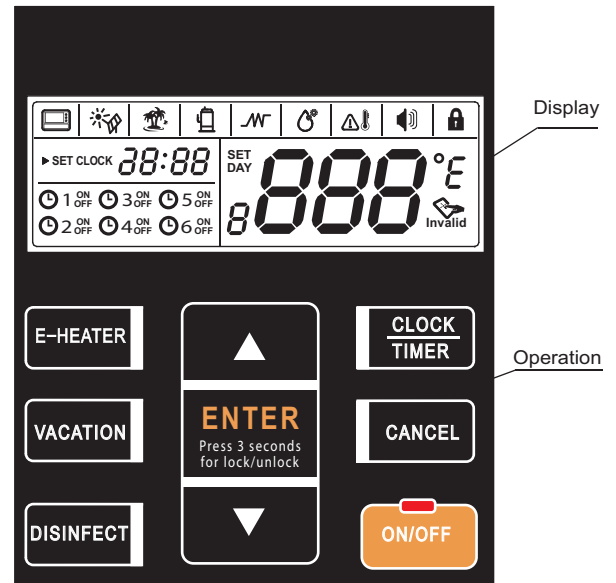 Display
▶ SET CLOCK 88:88
SET
DAY
888
°E
8
Invalid
1 ON OFF 3 ON OFF 5 ON OFF
2 ON OFF 4 ON OFF 6 ON OFF
E-HEATER
CLOCK
TIMER
Operation
VACATION
ENTER
Press 3 seconds
for lock/unlock
CANCEL
DISINFECT
ON/OFF